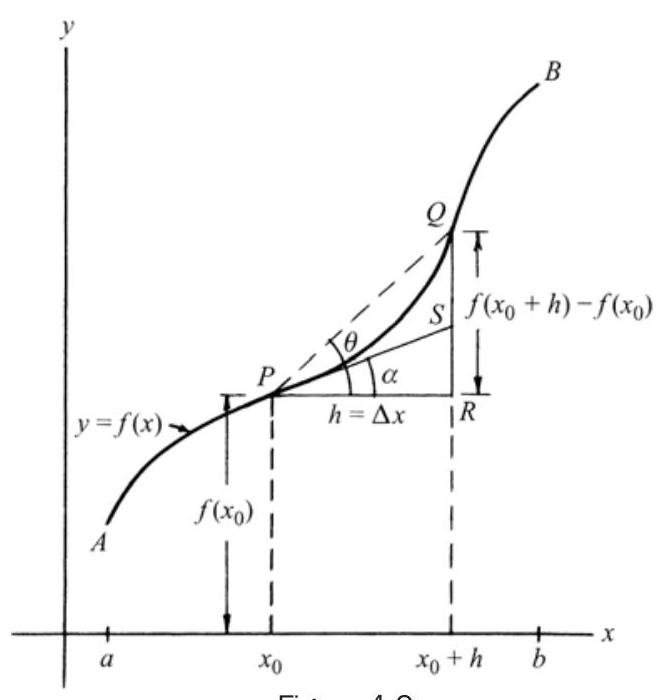 y
B
Q
f(x₀ + h) − f(x₀)
S
θ
P
α
y = f(x)
h = Δx
R
f(x₀)
A
x
a
x₀
x₀ + h
b